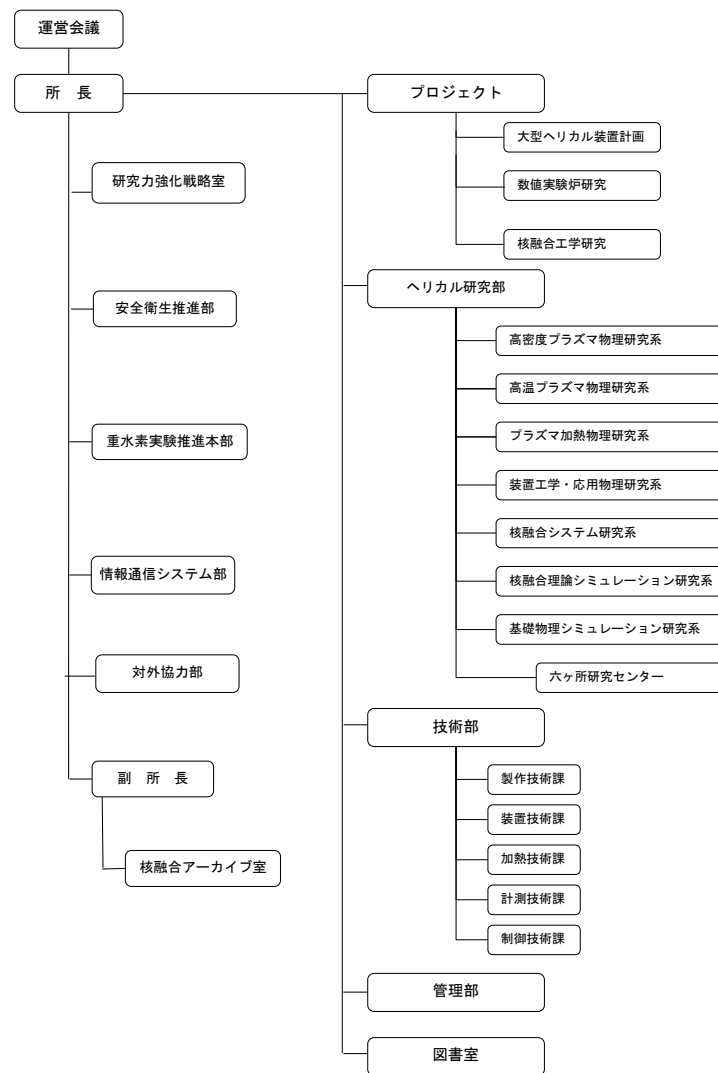 運営会議
所　長
研究力強化戦略室
安全衛生推進部
重水素実験推進本部
情報通信システム部
対外協力部
副　所　長
核融合アーカイブ室
プロジェクト
大型ヘリカル装置計画
数値実験炉研究
核融合工学研究
ヘリカル研究部
高密度プラズマ物理研究系
高温プラズマ物理研究系
プラズマ加熱物理研究系
装置工学・応用物理研究系
核融合システム研究系
核融合理論シミュレーション研究系
基礎物理シミュレーション研究系
六ヶ所研究センター
技術部
製作技術課
装置技術課
加熱技術課
計測技術課
制御技術課
管理部
図書室